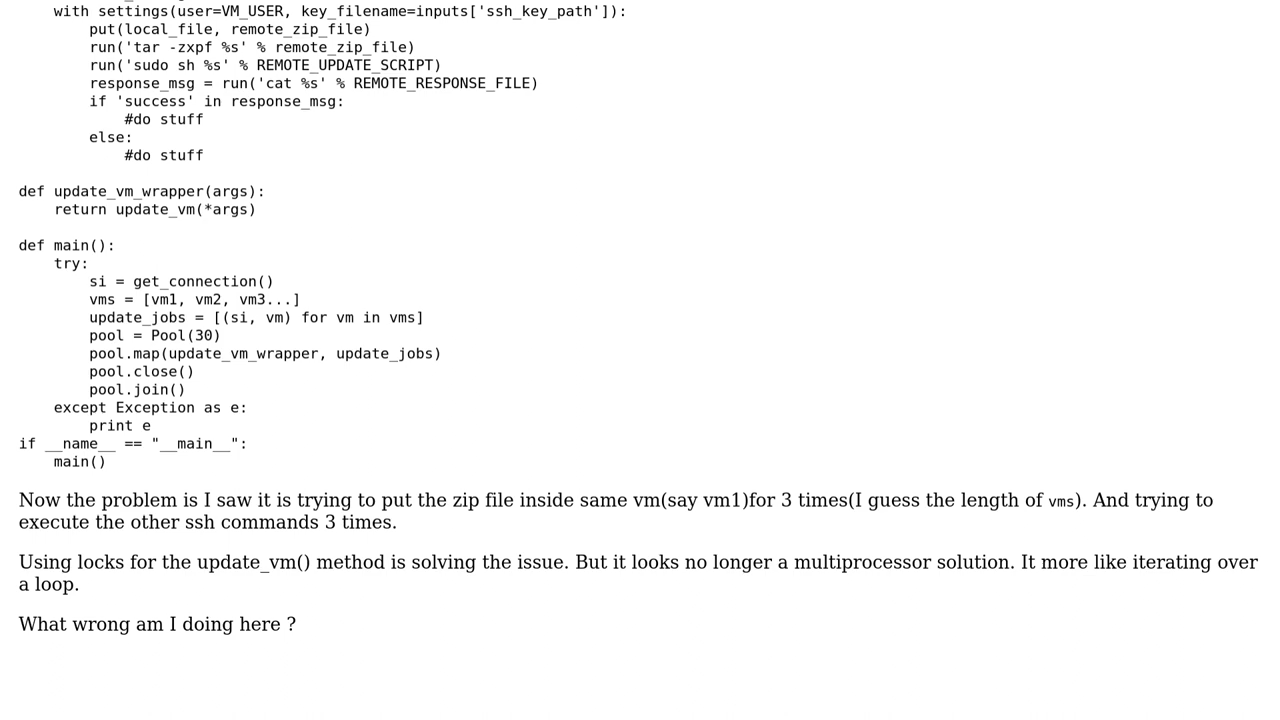 with settings(user=VM_USER, key_filename=inputs['ssh_key_path']):
put(local_file, remote_zip_file)
run('tar -zxpf %s' % remote_zip_file)
run('sudo sh %s' % REMOTE_UPDATE_SCRIPT)
response_msg = run('cat %s' % REMOTE_RESPONSE_FILE)
if 'success' in response_msg:
#do stuff
else:
#do stuff
def update_vm_wrapper(args):
return update_vm(*args)
def main():
try:
si = get_connection()
vms = [vm1, vm2, vm3...]
update_jobs = [(si, vm) for vm in vms]
pool = Pool(30)
pool.map(update_vm_wrapper, update_jobs)
pool.close()
pool.join()
except Exception as e:
print e
if __name__ == "__main__":
main()
Now the problem is I saw it is trying to put the zip file inside same vm(say vm1)for 3 times(I guess the length of vms). And trying to
execute the other ssh commands 3 times.
Using locks for the update_vm() method is solving the issue. But it looks no longer a multiprocessor solution. It more like iterating over
a loop.
What wrong am I doing here ?